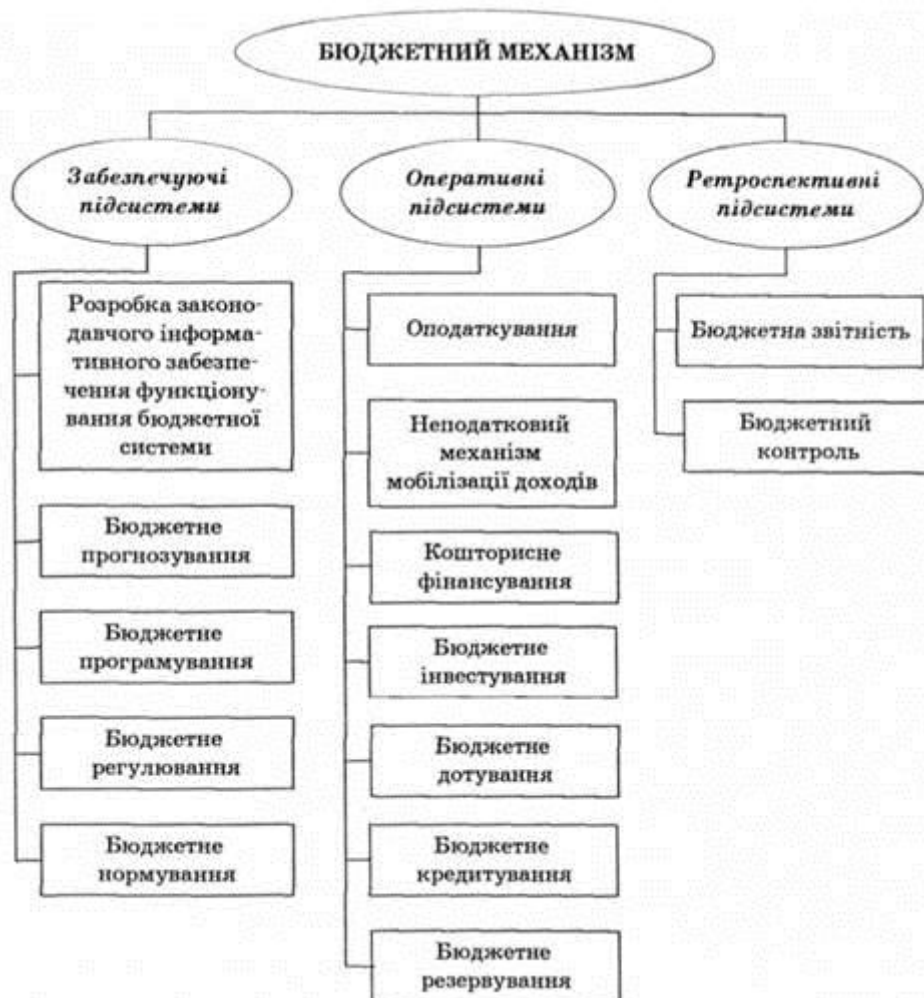 БЮДЖЕТНИЙ МЕХАНІЗМ
Забезпечуючі
підсистеми
Оперативні
підсистеми
Ретроспективні
підсистеми
Розробка законо-
давчого інформа-
тивного забезпе-
чення функціону-
вання бюджетної
системи
Бюджетне
прогнозування
Бюджетне
програмування
Бюджетне
регулювання
Бюджетне
нормування
Оподаткування
Неподатковий
механізм
мобілізації доходів
Кошторисне
фінансування
Бюджетне
інвестування
Бюджетне
дотування
Бюджетне
кредитування
Бюджетне
резервування
Бюджетна звітність
Бюджетний
контроль